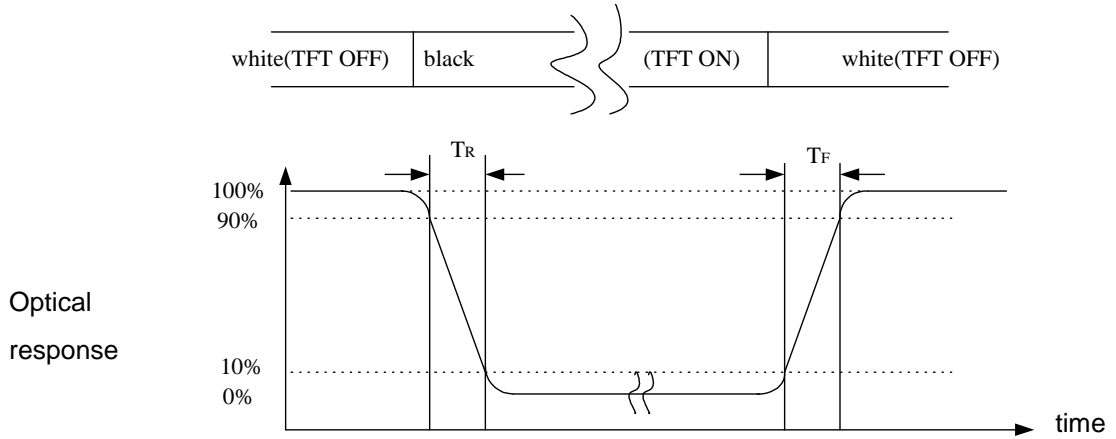 white(TFT OFF) black (TFT ON) white(TFT OFF)
TR TF
100%
90%
Optical
response
10%
0%
time